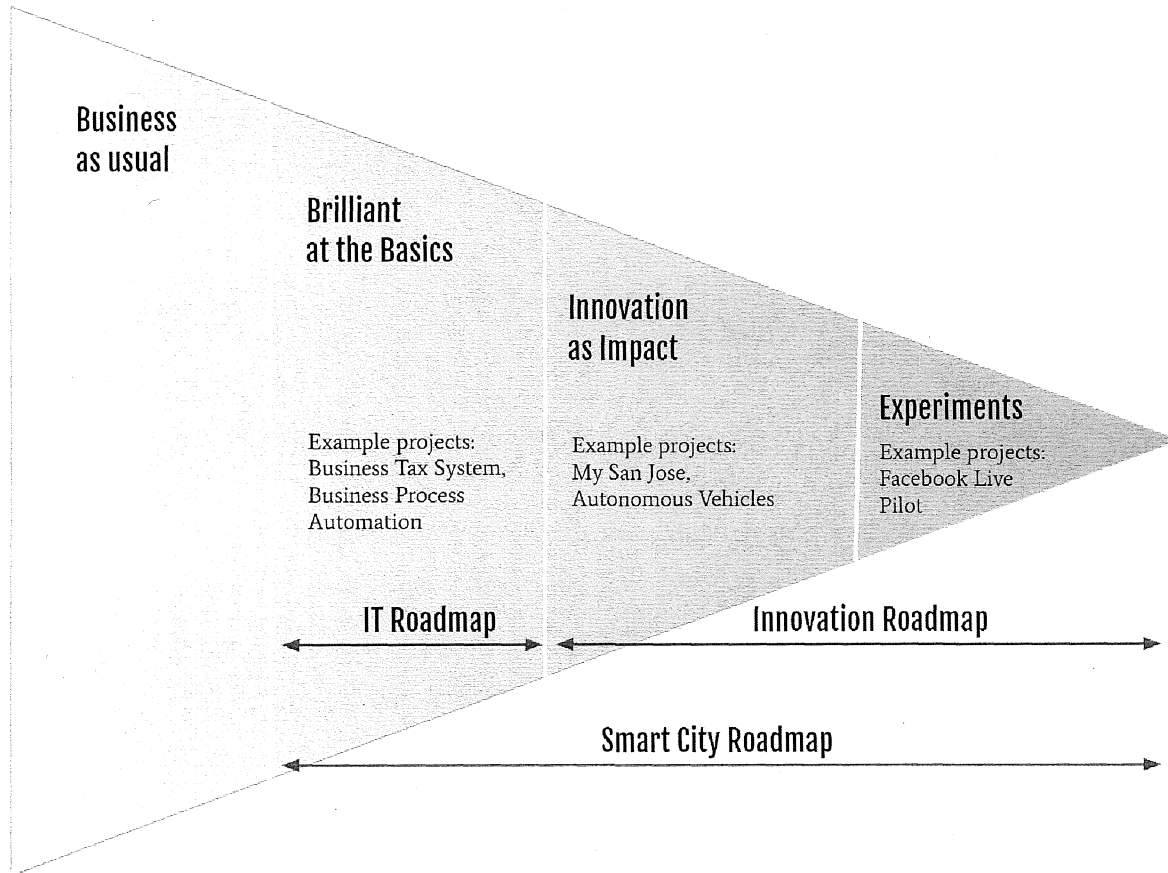 Business
as usual
Brilliant
at the Basics
Example projects:
Business Tax System,
Business Process
Automation
Innovation
as Impact
Example projects:
My San Jose,
Autonomous Vehicles
Experiments
Example projects:
Facebook Live
Pilot
IT Roadmap
Innovation Roadmap
Smart City Roadmap